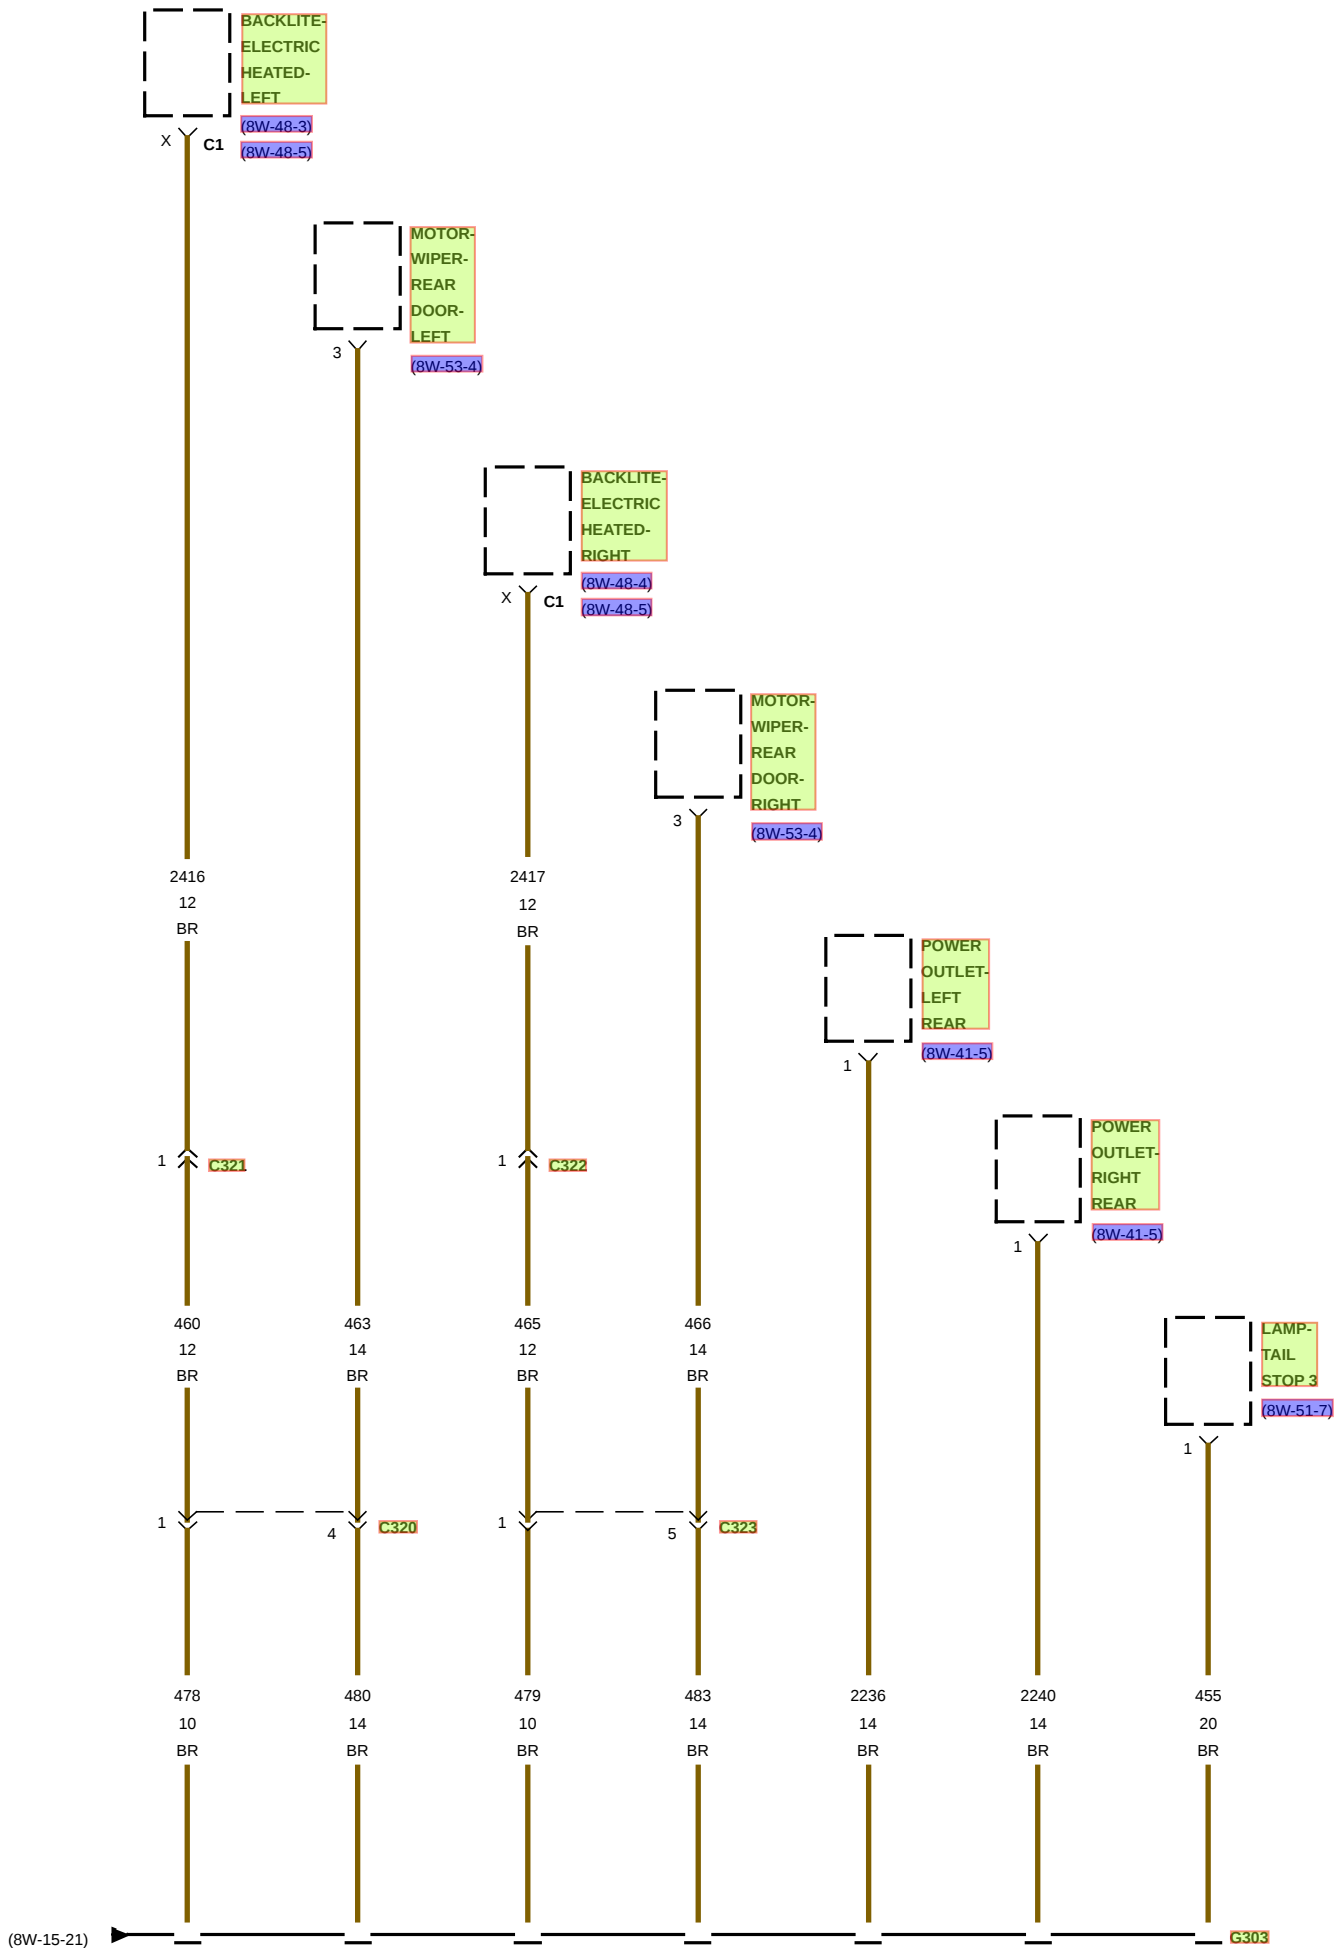 BACKLITE-
ELECTRIC
HEATED-
LEFT
(8W-48-3)
(8W-48-5)
X
C1
MOTOR-
WIPER-
REAR
DOOR-
LEFT
(8W-53-4)
3
BACKLITE-
ELECTRIC
HEATED-
RIGHT
(8W-48-4)
(8W-48-5)
X
C1
MOTOR-
WIPER-
REAR
DOOR-
RIGHT
(8W-53-4)
3
2416
12
BR
2417
12
BR
POWER
OUTLET-
LEFT
REAR
(8W-41-5)
1
POWER
OUTLET-
RIGHT
REAR
(8W-41-5)
1
1
C321
1
C322
460
12
BR
463
14
BR
465
12
BR
466
14
BR
LAMP-
TAIL
STOP 3
(8W-51-7)
1
1
4
C320
1
5
C323
478
10
BR
480
14
BR
479
10
BR
483
14
BR
2236
14
BR
2240
14
BR
455
20
BR
(8W-15-21)
G303